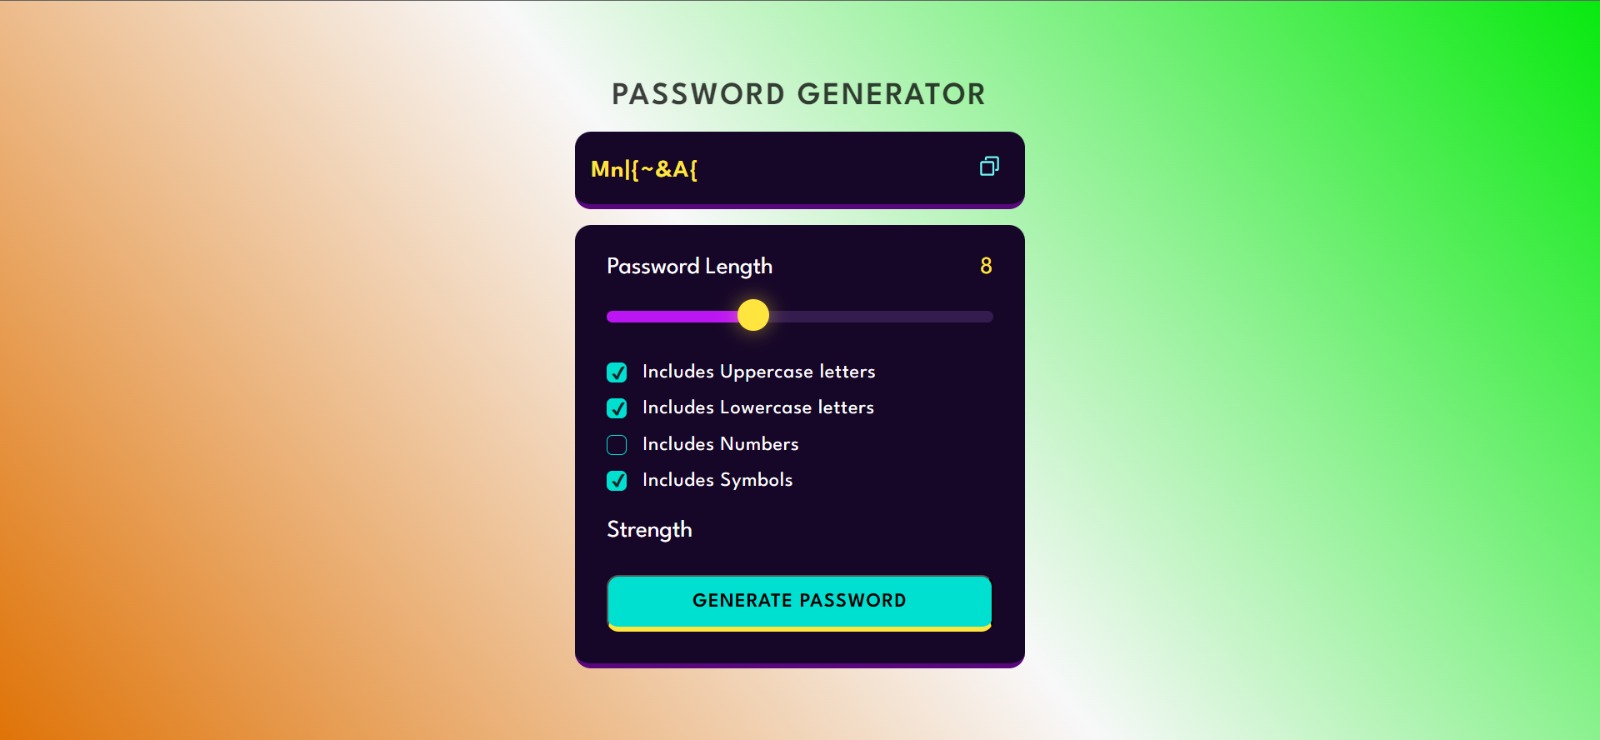 PASSWORD GENERATOR
Mn|{~&A{
Password Length 8
Includes Uppercase letters
Includes Lowercase letters
Includes Numbers
Includes Symbols
Strength
GENERATE PASSWORD